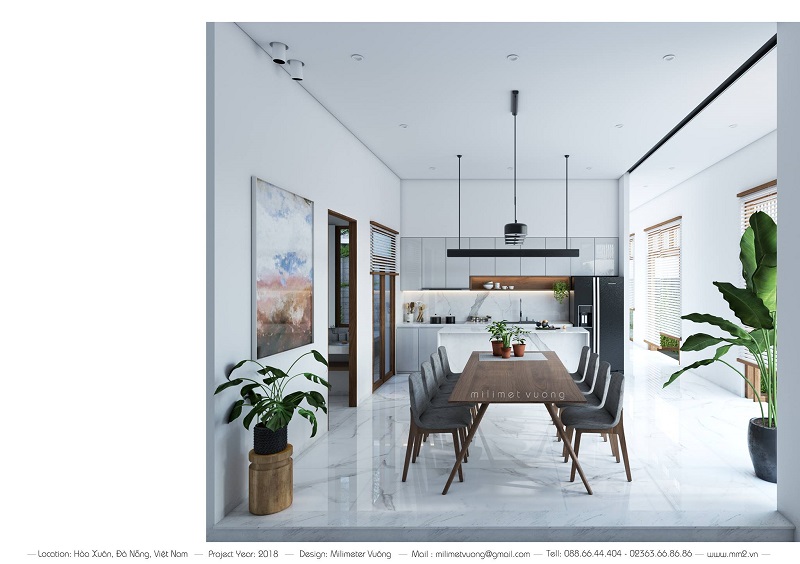 milimet vuong
— Location: Hòa Xuân, Đà Nẵng, Việt Nam — Project Year: 2018 — Design: Milimeter Vuông — Mail : milimetvuong@gmail.com — Tell: 088.66.44.404 - 02363.66.86.86 — www.mm2.vn —